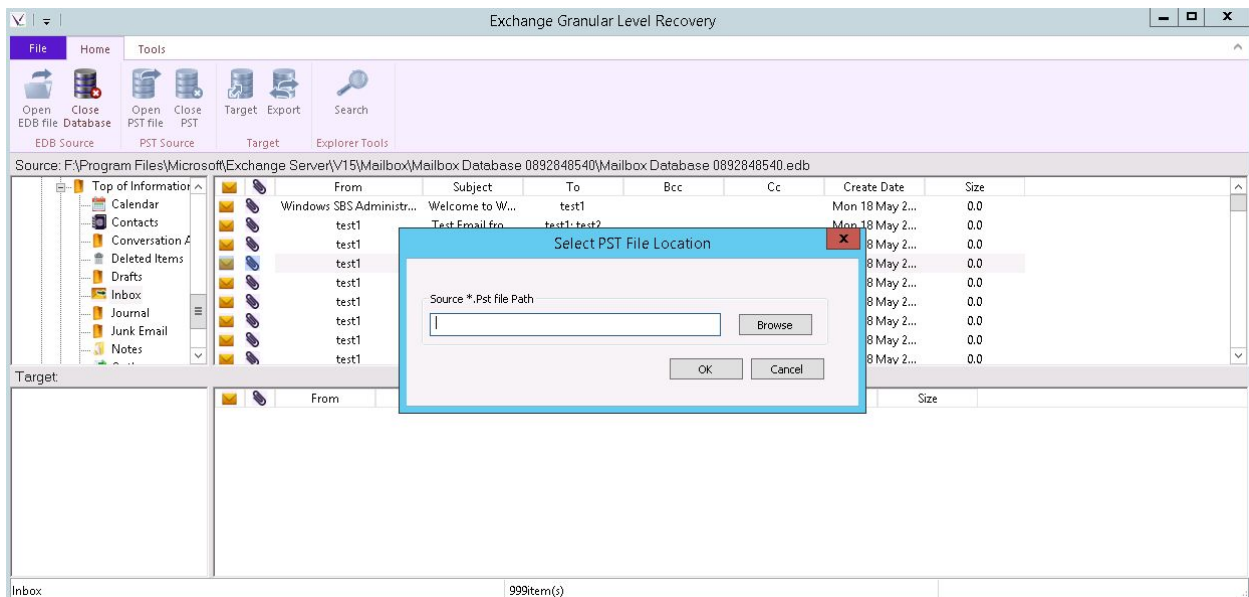 Exchange Granular Level Recovery
File Home Tools
Open EDB file
Close Database
Open PST file
Close PST
Target
Export
Search
EDB Source PST Source Target Explorer Tools
Source: F:\Program Files\Microsoft\Exchange Server\V15\Mailbox\Mailbox Database 0892848540\Mailbox Database 0892848540.edb
Top of Information
Calendar
Contacts
Conversation A
Deleted Items
Drafts
Inbox
Journal
Junk Email
Notes
From Subject To Bcc Cc Create Date Size
Windows SBS Administr... Welcome to W... test1 Mon 18 May 2... 0.0
test1 Test Email fro test1; test2 Mon 18 May 2... 0.0
test1 8 May 2... 0.0
test1 8 May 2... 0.0
test1 8 May 2... 0.0
test1 8 May 2... 0.0
test1 8 May 2... 0.0
test1 8 May 2... 0.0
test1 8 May 2... 0.0
Select PST File Location
x
Source *.Pst file Path
Browse
OK Cancel
Target:
From Size
Inbox 999item(s)